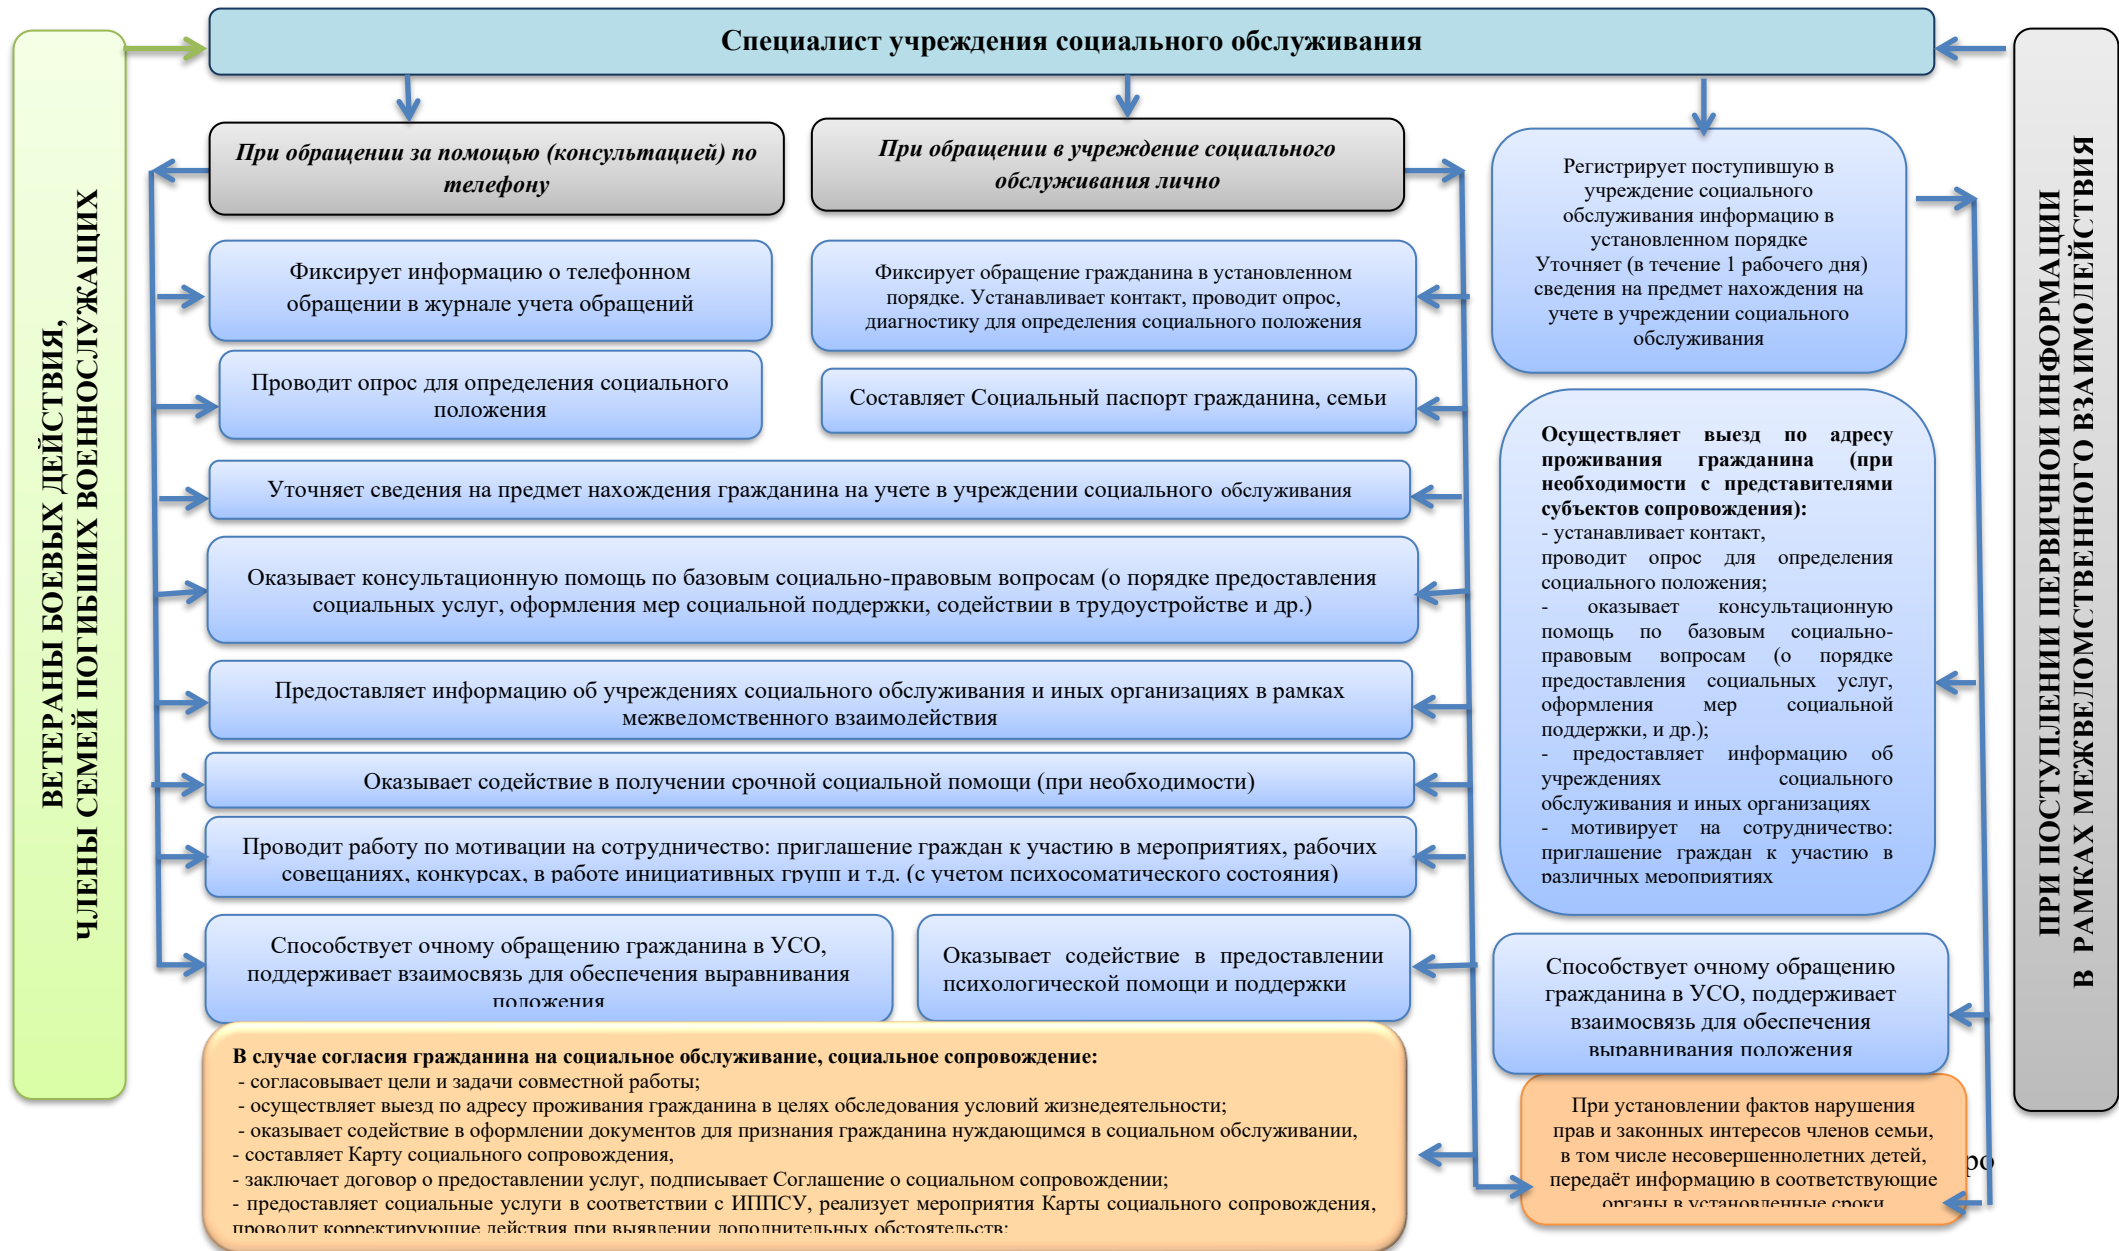 Специалист учреждения социального обслуживания
ВЕТЕРАНЫ БОЕВЫХ ДЕЙСТВИЯ,
ЧЛЕНЫ СЕМЕЙ ПОГИБШИХ ВОЕННОСЛУЖАЩИХ
При обращении за помощью (консультацией) по
телефону
При обращении в учреждение социального
обслуживания лично
Регистрирует поступившую в
учреждение социального
обслуживания информацию в
установленном порядке
Уточняет (в течение 1 рабочего дня)
сведения на предмет нахождения на
учете в учреждении социального
обслуживания
Фиксирует информацию о телефонном
обращении в журнале учета обращений
Фиксирует обращение гражданина в установленном
порядке. Устанавливает контакт, проводит опрос,
диагностику для определения социального положения
Проводит опрос для определения социального
положения
Составляет Социальный паспорт гражданина, семьи
Уточняет сведения на предмет нахождения гражданина на учете в учреждении социального обслуживания
Оказывает консультационную помощь по базовым социально-правовым вопросам (о порядке предоставления
социальных услуг, оформления мер социальной поддержки, содействии в трудоустройстве и др.)
Предоставляет информацию об учреждениях социального обслуживания и иных организациях в рамках
межведомственного взаимодействия
Оказывает содействие в получении срочной социальной помощи (при необходимости)
Проводит работу по мотивации на сотрудничество: приглашение граждан к участию в мероприятиях, рабочих
совещаниях, конкурсах, в работе инициативных групп и т.д. (с учетом психосоматического состояния)
Способствует очному обращению гражданина в УСО,
поддерживает взаимосвязь для обеспечения выравнивания
положения
Оказывает содействие в предоставлении
психологической помощи и поддержки
Осуществляет выезд по адресу
проживания гражданина (при
необходимости с представителями
субъектов сопровождения):
- устанавливает контакт,
проводит опрос для определения
социального положения;
- оказывает консультационную
помощь по базовым социально-
правовым вопросам (о порядке
предоставления социальных услуг,
оформления мер социальной
поддержки, и др.);
- предоставляет информацию об
учреждениях социального
обслуживания и иных организациях
- мотивирует на сотрудничество:
приглашение граждан к участию в
различных мероприятиях
Способствует очному обращению
гражданина в УСО, поддерживает
взаимосвязь для обеспечения
выравнивания положения
В случае согласия гражданина на социальное обслуживание, социальное сопровождение:
- согласовывает цели и задачи совместной работы;
- осуществляет выезд по адресу проживания гражданина в целях обследования условий жизнедеятельности;
- оказывает содействие в оформлении документов для признания гражданина нуждающимся в социальном обслуживании,
- составляет Карту социального сопровождения,
- заключает договор о предоставлении услуг, подписывает Соглашение о социальном сопровождении;
- предоставляет социальные услуги в соответствии с ИППСУ, реализует мероприятия Карты социального сопровождения,
проводит корректирующие действия при выявлении дополнительных обстоятельств;
При установлении фактов нарушения
прав и законных интересов членов семьи,
в том числе несовершеннолетних детей,
передаёт информацию в соответствующие
органы в установленные сроки
ро
ПРИ ПОСТУПЛЕНИИ ПЕРВИЧНОЙ ИНФОРМАЦИИ
В РАМКАХ МЕЖВЕДОМСТВЕННОГО ВЗАИМОДЕЙСТВИЯ